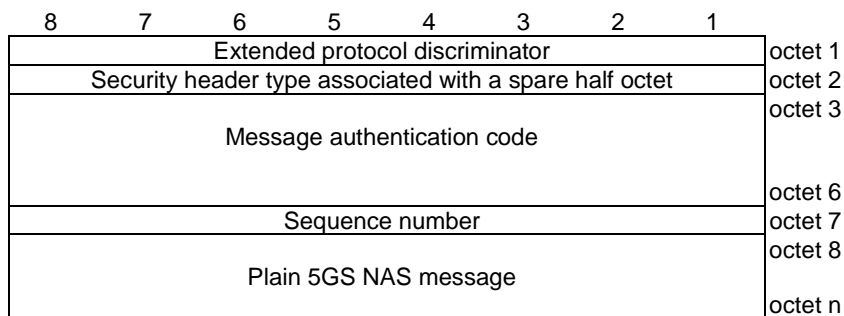 8 7 6 5 4 3 2 1
Extended protocol discriminator octet 1
Security header type associated with a spare half octet octet 2
octet 3
Message authentication code
octet 6
Sequence number octet 7
octet 8
Plain 5GS NAS message
octet n